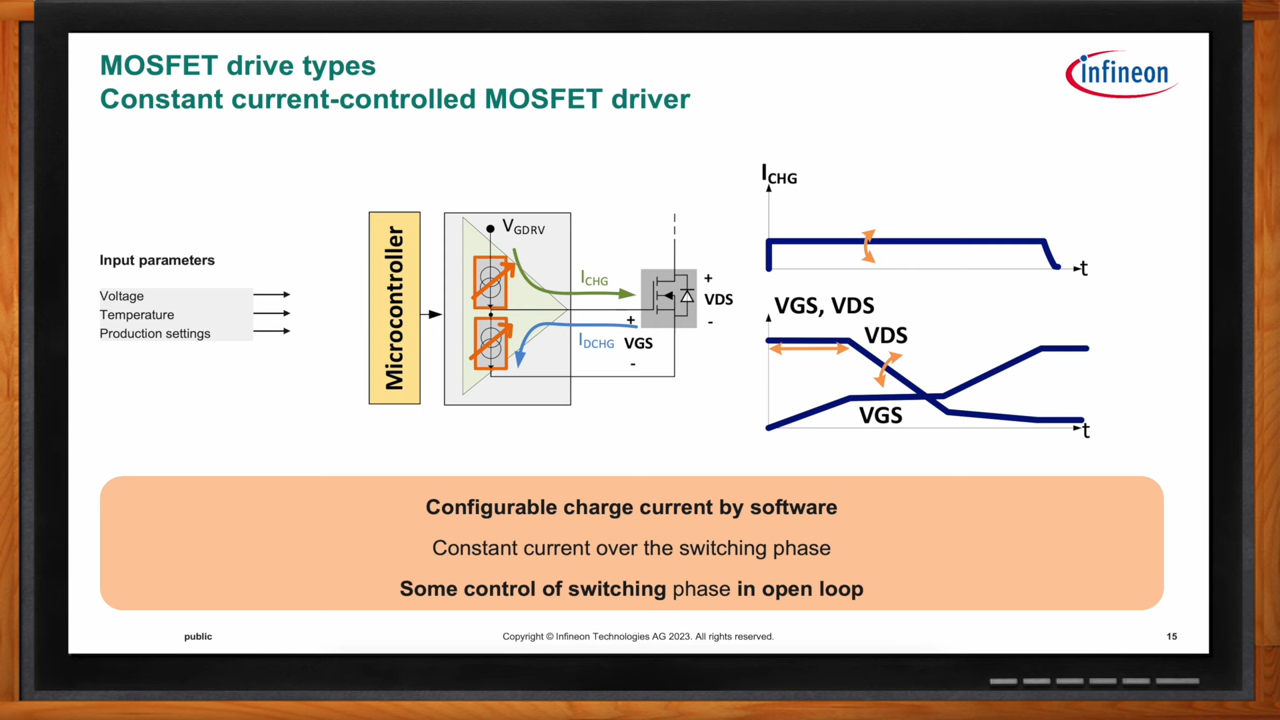 MOSFET drive types
Constant current-controlled MOSFET driver
infineon
Input parameters
Voltage
Temperature
Production settings
Microcontroller
VGDRV
ICHG
IDCHG
+
VGS
-
+
VDS
-
ICHG
t
VGS, VDS
VDS
VGS
t
Configurable charge current by software
Constant current over the switching phase
Some control of switching phase in open loop
public
Copyright © Infineon Technologies AG 2023. All rights reserved.
15